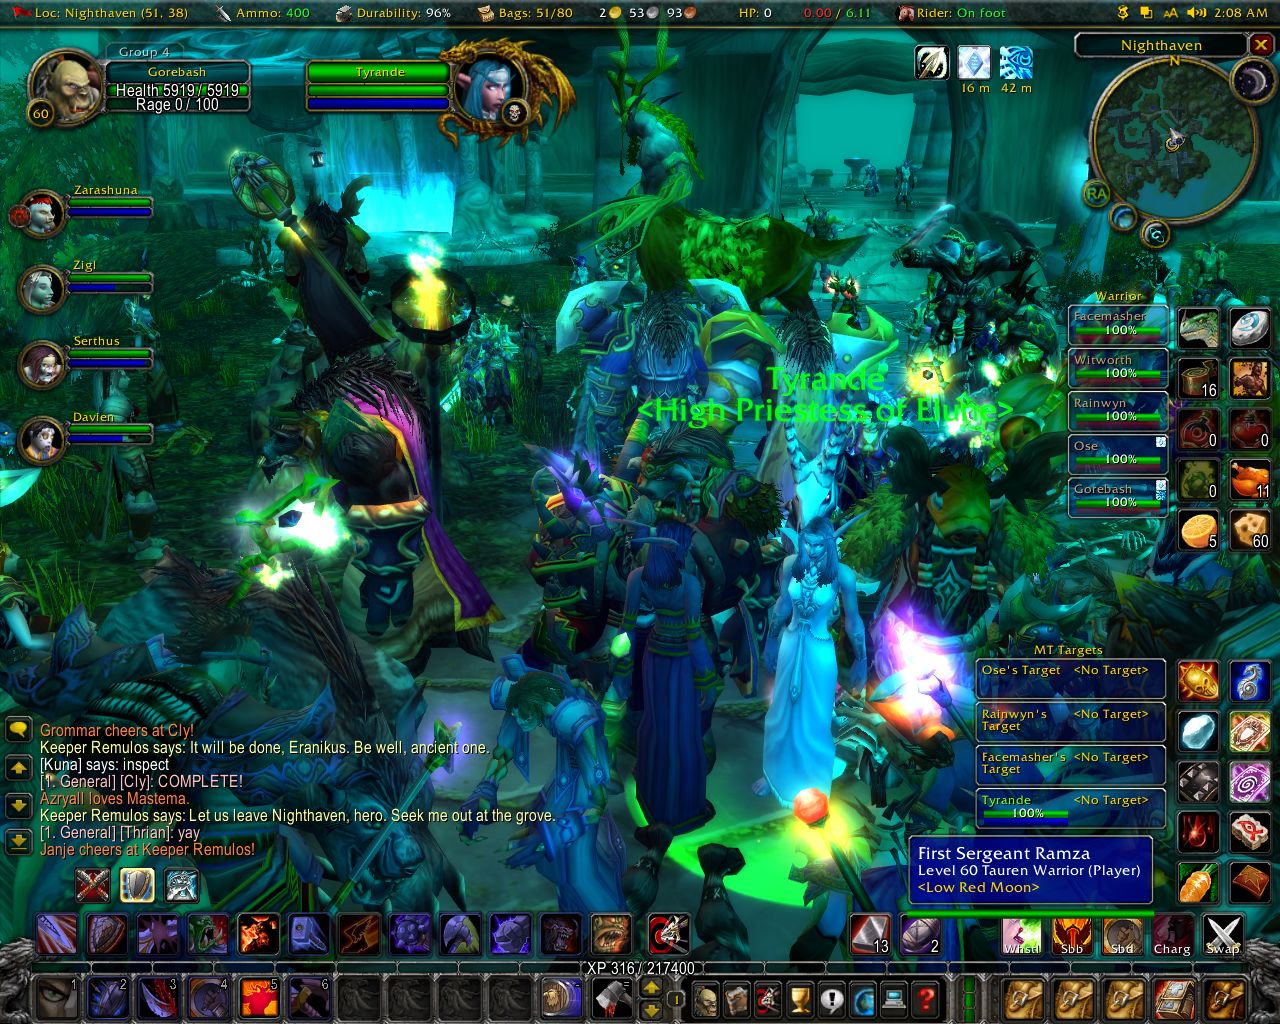 Loc: Nighthaven (51, 38)
Ammo: 400
Durability: 96%
Bags: 51/80
2 53 93
HP: 0
0.00 / 6.11
Rider: On foot
AA
2:08 AM
Group 4
Gorebash
Health 5919 / 5919
Rage 0 / 100
60
Tyrande
16 m
42 m
Nighthaven
N
RA
Zarashuna
Zigl
Serthus
Davien
Warrior
Facemasher
100%
Witworth
100%
Rainwyn
100%
Ose
100%
Gorebash
100%
16
0
0
0
11
5
60
Tyrande
<High Priestess of Elune>
MT Targets
Ose's Target <No Target>
Rainwyn's Target <No Target>
Facemasher's Target <No Target>
Tyrande <No Target>
100%
Grommar cheers at Cly!
Keeper Remulos says: It will be done, Eranikus. Be well, ancient one.
[Kuna] says: inspect
[1. General] [Cly]: COMPLETE!
Azryall loves Mastema.
Keeper Remulos says: Let us leave Nighthaven, hero. Seek me out at the grove.
[1. General] [Thrian]: yay
Janje cheers at Keeper Remulos!
First Sergeant Ramza
Level 60 Tauren Warrior (Player)
<Low Red Moon>
13
2
Whstl
Sbb
Sbd
Charg
Swap
XP 316 / 217400
1
2
3
4
5
6
-
=
1